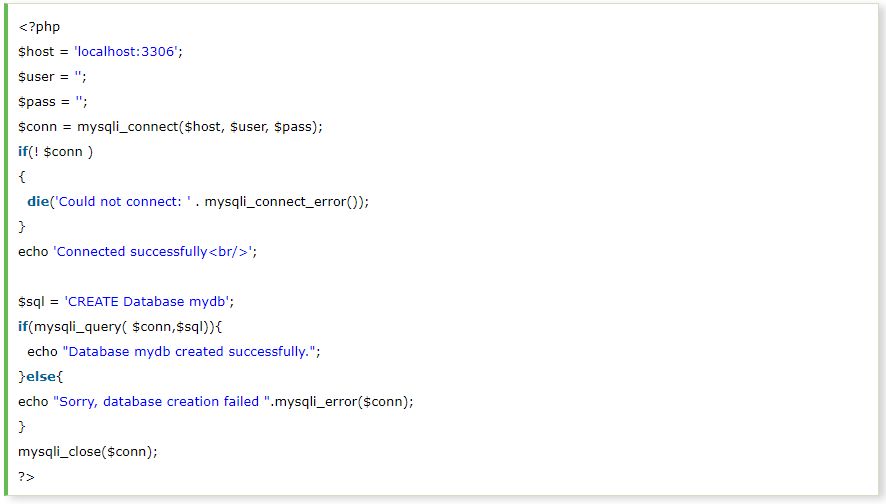 <?php
$host = 'localhost:3306';
$user = '';
$pass = '';
$conn = mysqli_connect($host, $user, $pass);
if(! $conn )
{
  die('Could not connect: ' . mysqli_connect_error());
}
echo 'Connected successfully<br/>';

$sql = 'CREATE Database mydb';
if(mysqli_query( $conn,$sql)){
  echo "Database mydb created successfully.";
}else{
echo "Sorry, database creation failed ".mysqli_error($conn);
}
mysqli_close($conn);
?>